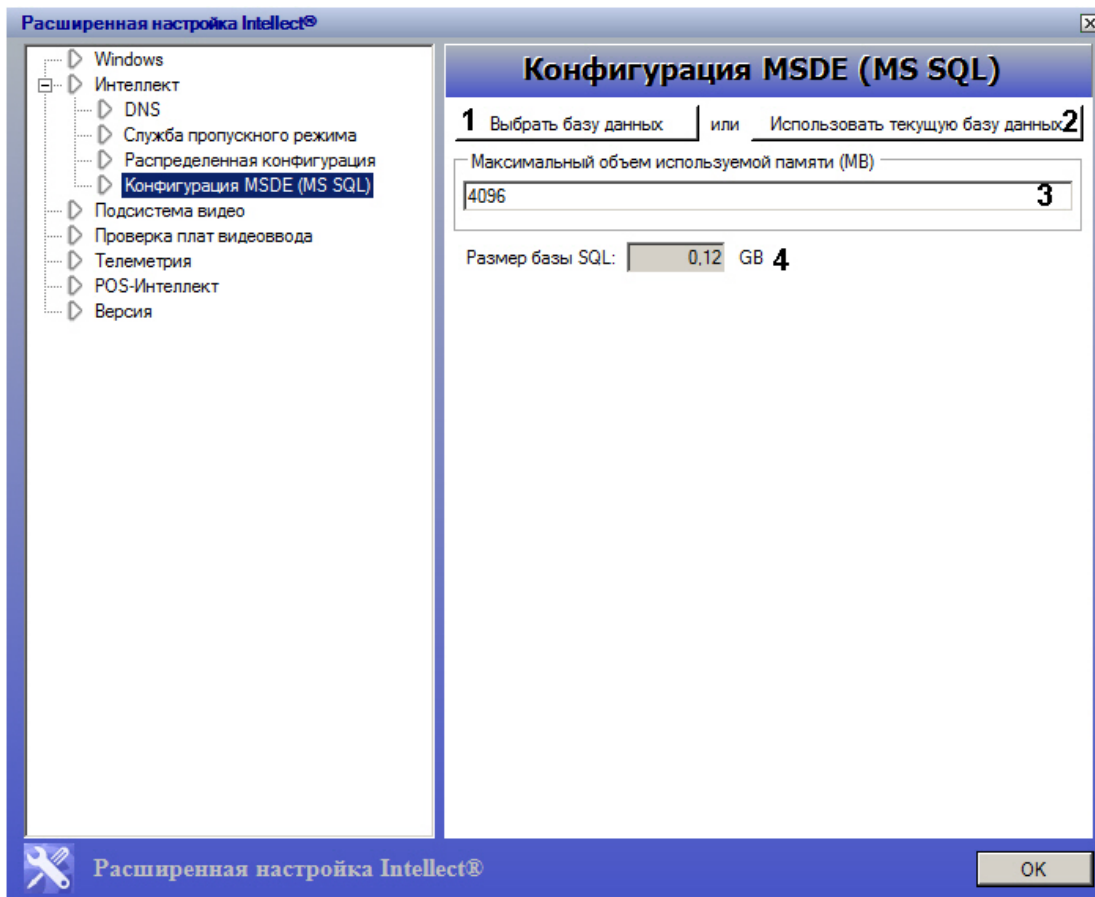 Расширенная настройка Intellect®
Windows
Интеллект
DNS
Служба пропускного режима
Распределенная конфигурация
Конфигурация MSDE (MS SQL)
Подсистема видео
Проверка плат видеоввода
Телеметрия
POS-Интеллект
Версия
Конфигурация MSDE (MS SQL)
1 Выбрать базу данных или Использовать текущую базу данных 2
Максимальный объем используемой памяти (MB)
4096 3
Размер базы SQL: 0,12 GB 4
Расширенная настройка Intellect®
OK